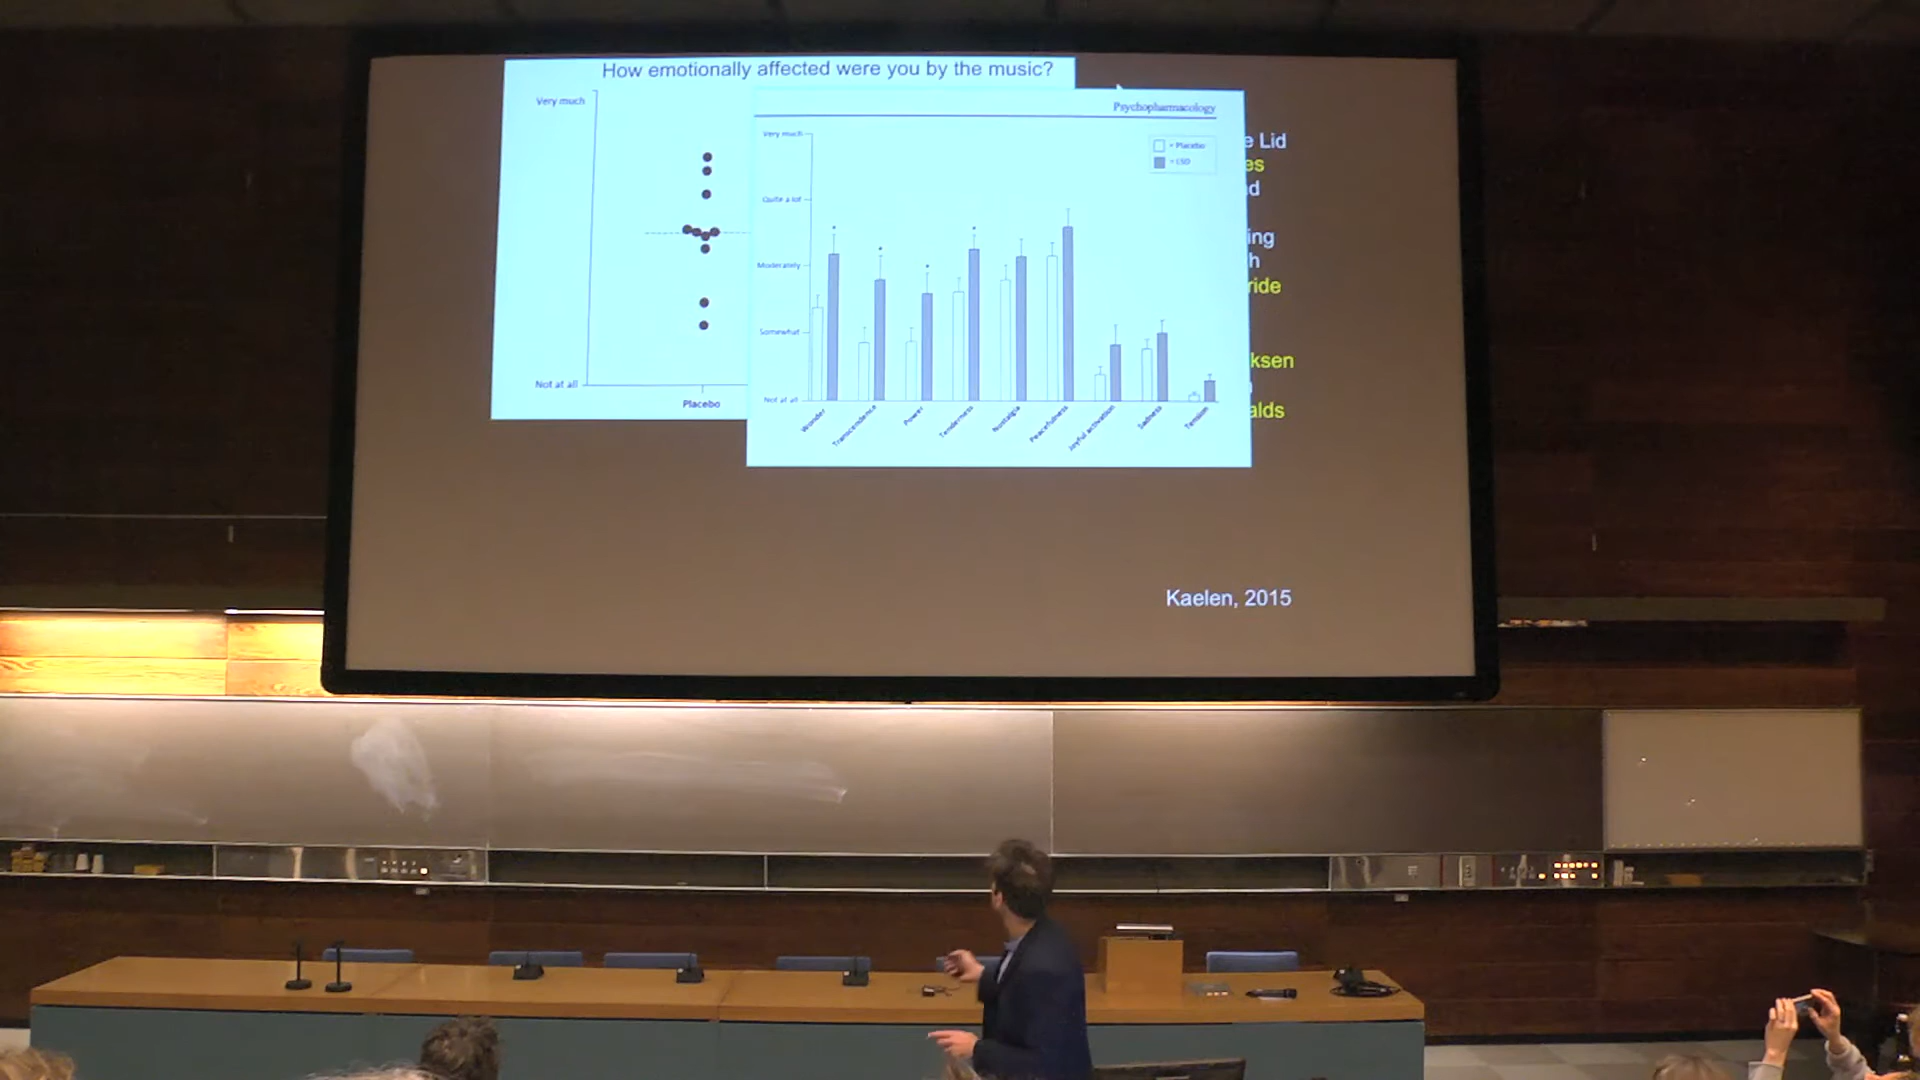 How emotionally affected were you by the music?
Very much
Not at all
Placebo
Psychopharmacology
Very much
Quite a lot
Moderately
Somewhat
Not at all
= Placebo
= LSD
Wonder
Transcendence
Power
Tenderness
Nostalgia
Peacefulness
Joyful activation
Sadness
Tension
e Lid
es
d
ing
h
ride
ksen
alds
Kaelen, 2015